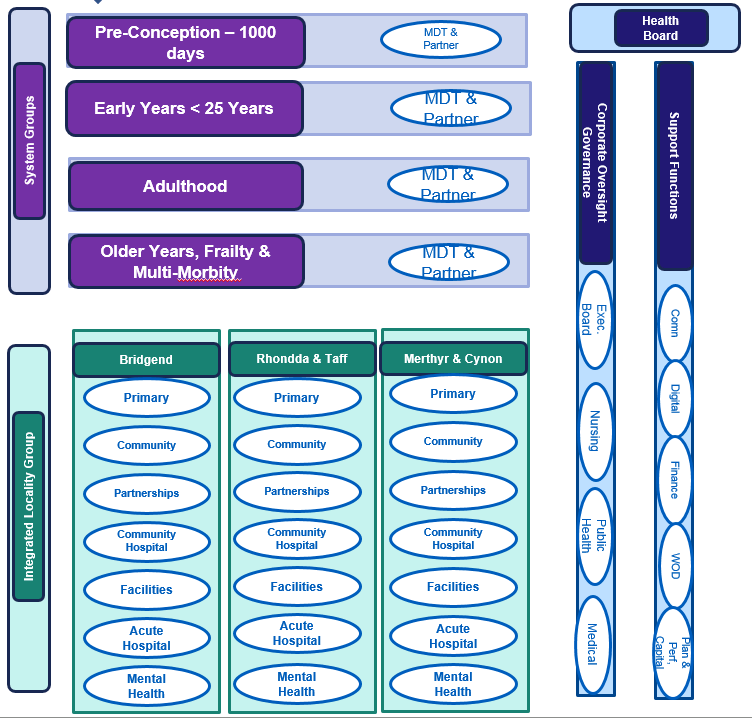 System Groups
Pre-Conception – 1000
days
MDT &
Partner
Early Years < 25 Years
MDT &
Partner
Adulthood
MDT &
Partner
Older Years, Frailty &
Multi-Morbity
MDT &
Partner
Integrated Locality Group
Bridgend
Primary
Community
Partnerships
Community
Hospital
Facilities
Acute
Hospital
Mental
Health
Rhondda & Taff
Primary
Community
Partnerships
Community
Hospital
Facilities
Acute
Hospital
Mental
Health
Merthyr & Cynon
Primary
Community
Partnerships
Community
Hospital
Facilities
Acute
Hospital
Mental
Health
Health
Board
Corporate Oversight
Governance
Exec.
Board
Nursing
Public
Health
Medical
Support Functions
Comn
Digital
Finance
WOD
Plan &
Perf,
Capital